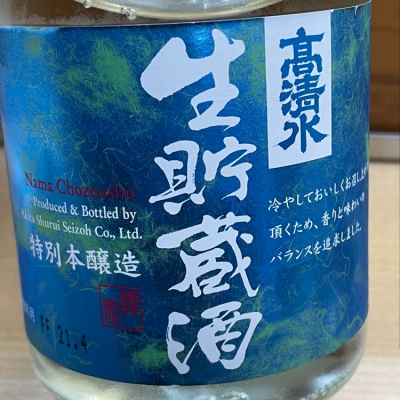 高清水
生貯蔵酒
冷やしておいしくお召し上が
頂くため、香りと味わいの
バランスを追求しました。
Nama Chozoushu
Produced & Bottled by
Akita Shurui Seizoh Co., Ltd.
特別本醸造
FF 21.4